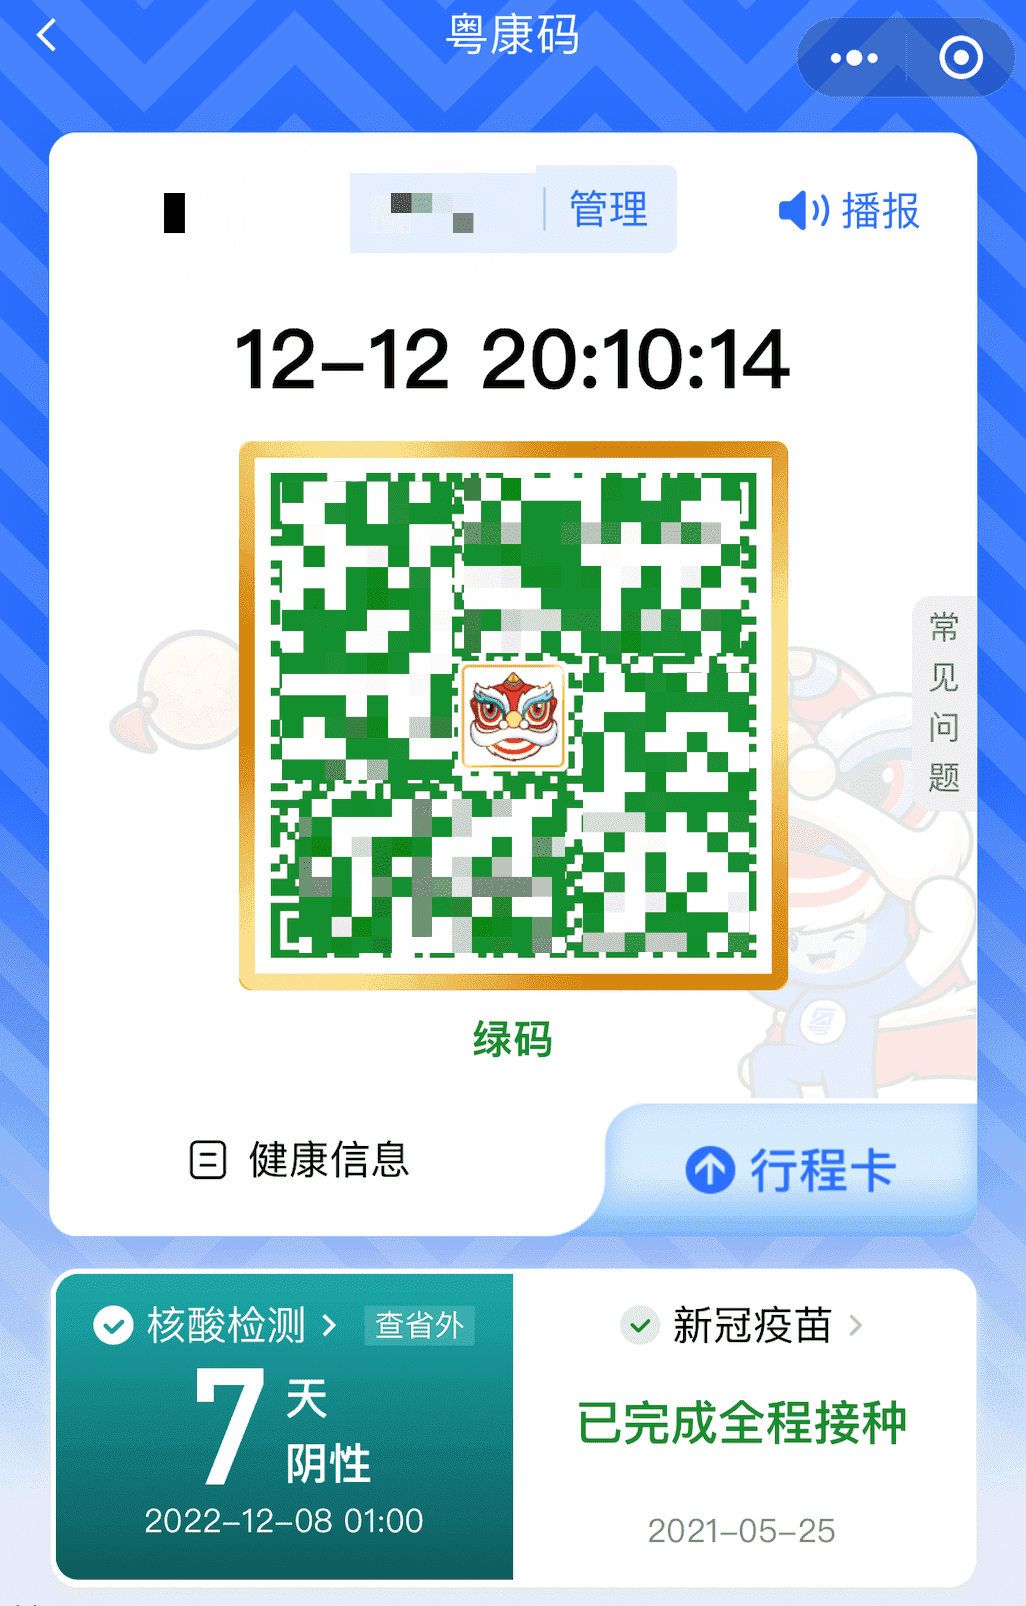 粤康码
管理
播报
12-12 20:10:14
常见问题
绿码
健康信息
行程卡
核酸检测
查省外
7天
阴性
2022-12-08 01:00
新冠疫苗
已完成全程接种
2021-05-25